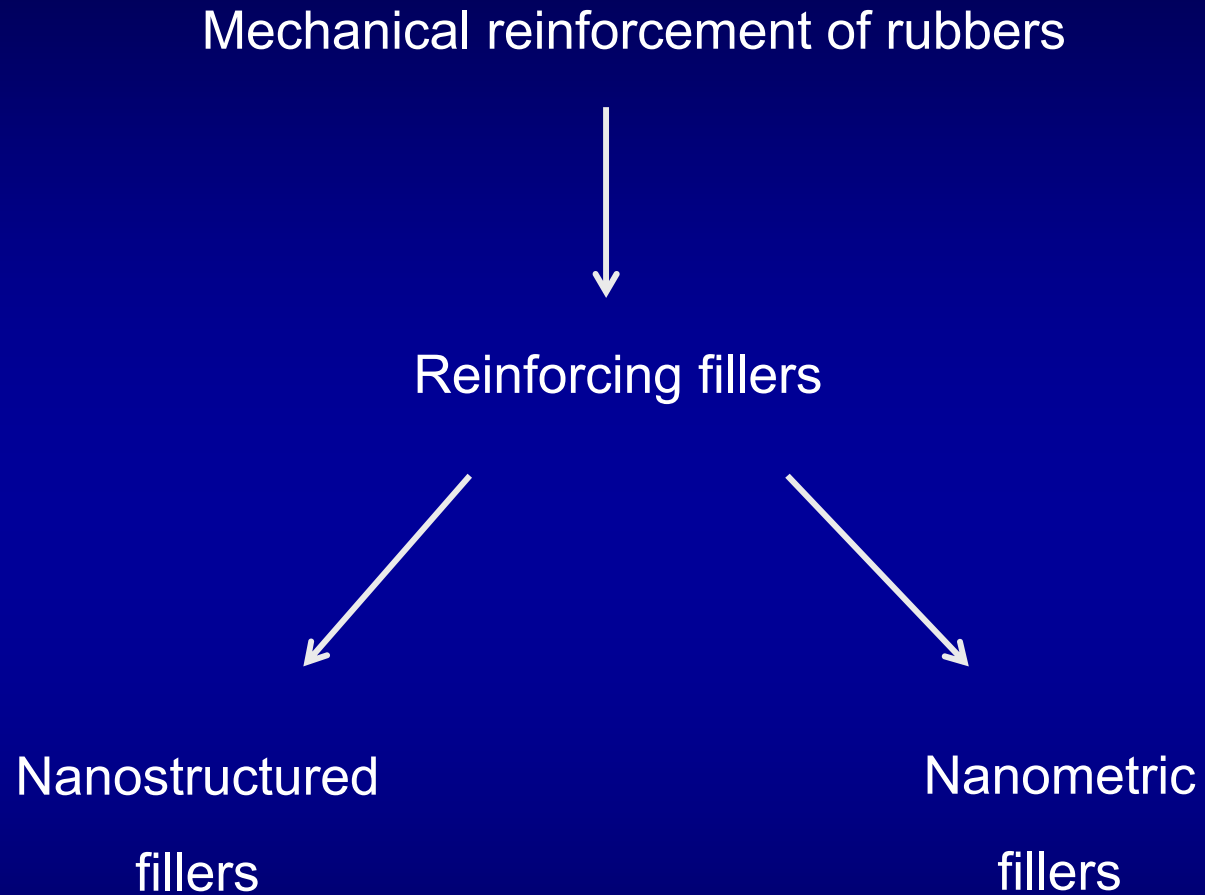 Mechanical reinforcement of rubbers
Reinforcing fillers
Nanostructured
fillers
Nanometric
fillers